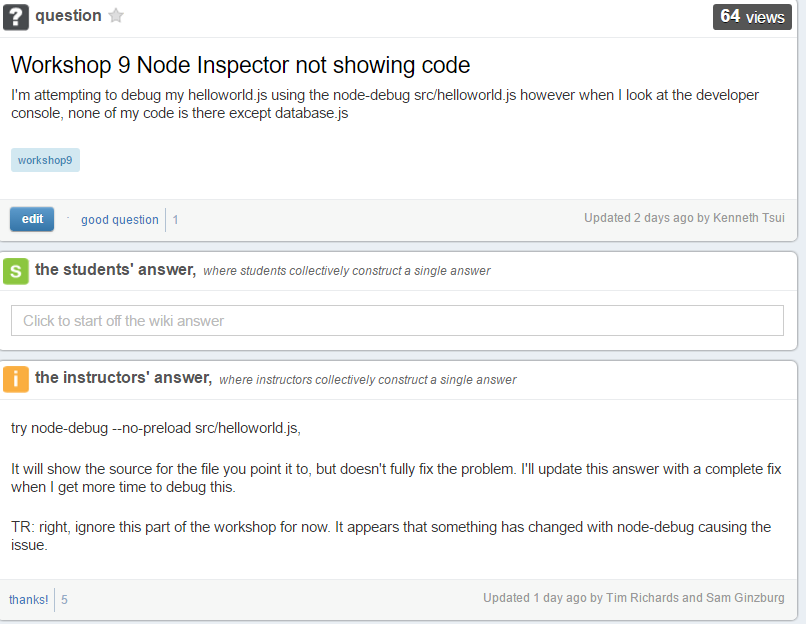 ? question 64 views
Workshop 9 Node Inspector not showing code
I'm attempting to debug my helloworld.js using the node-debug src/helloworld.js however when I look at the developer
console, none of my code is there except database.js
workshop9
edit · good question 1 Updated 2 days ago by Kenneth Tsui
S the students' answer, where students collectively construct a single answer
Click to start off the wiki answer
i the instructors' answer, where instructors collectively construct a single answer
try node-debug --no-preload src/helloworld.js,
It will show the source for the file you point it to, but doesn't fully fix the problem. I'll update this answer with a complete fix
when I get more time to debug this.
TR: right, ignore this part of the workshop for now. It appears that something has changed with node-debug causing the
issue.
thanks! 5 Updated 1 day ago by Tim Richards and Sam Ginzburg